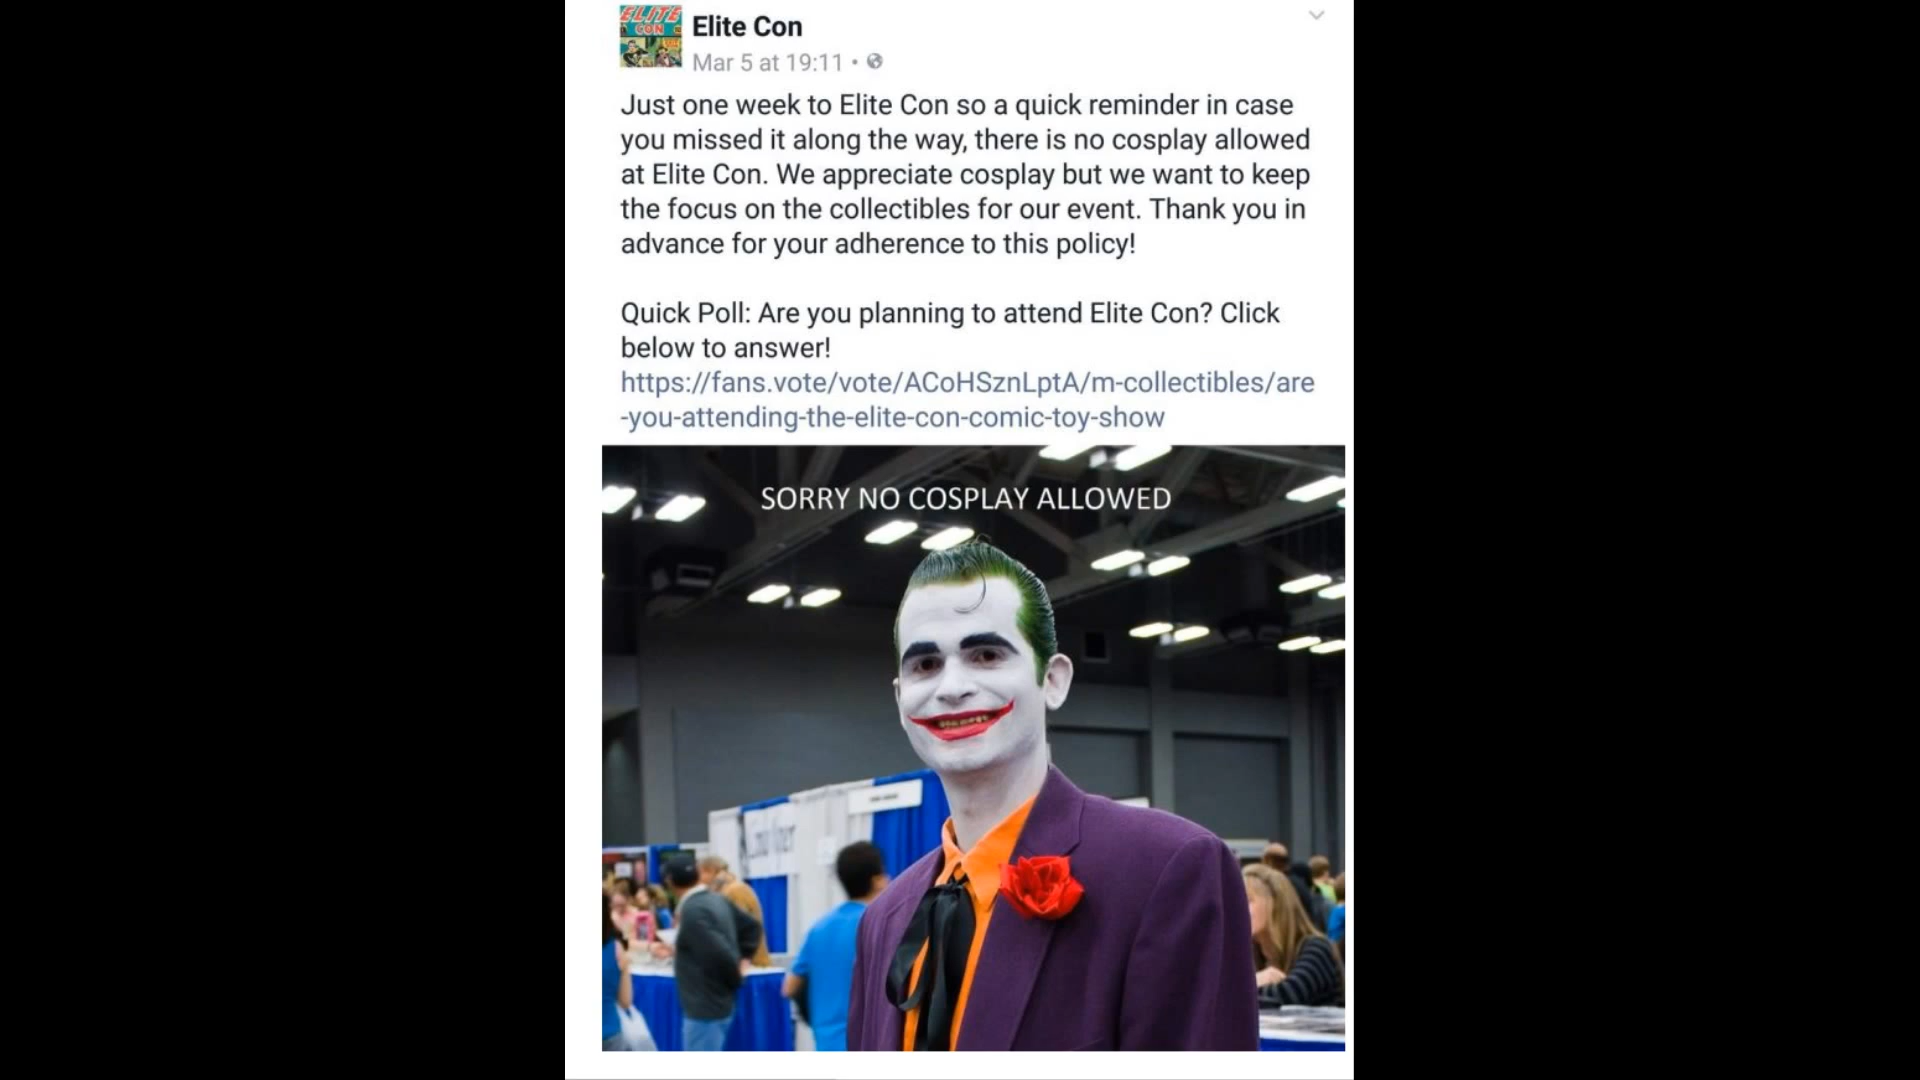 ELITE
CON
Elite Con
Mar 5 at 19:11 •
Just one week to Elite Con so a quick reminder in case
you missed it along the way, there is no cosplay allowed
at Elite Con. We appreciate cosplay but we want to keep
the focus on the collectibles for our event. Thank you in
advance for your adherence to this policy!
Quick Poll: Are you planning to attend Elite Con? Click
below to answer!
https://fans.vote/vote/ACoHSznLptA/m-collectibles/are
-you-attending-the-elite-con-comic-toy-show
SORRY NO COSPLAY ALLOWED